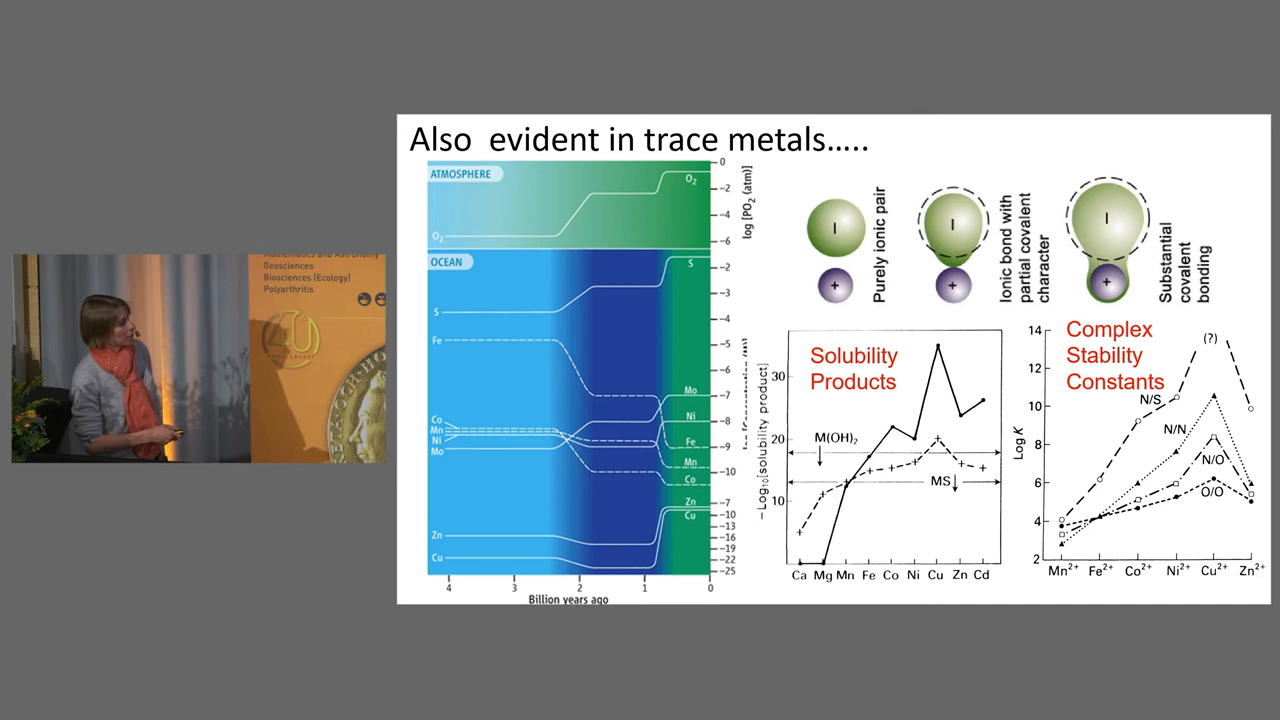 Also evident in trace metals.....
Mathematics and Astronomy
Geosciences
Biosciences (Ecology)
Polyarthritis
ANNIVERSARY
ATMOSPHERE
O2
O2
0
−2
−4
−6
log [PO2 (atm)]
OCEAN
S
Fe
Co
Mn
Ni
Mo
Zn
Cu
S
Mo
Ni
Fe
Mn
Co
Zn
Cu
−2
−3
−4
−5
−6
−7
−8
−9
−10
−7
−10
−13
−16
−19
−22
−25
4
3
2
1
0
Billion years ago
Purely ionic pair
Ionic bond with
partial covalent
character
Substantial
covalent
bonding
Solubility
Products
−Log10[solubility product]
30
20
10
M(OH)2
MS
Ca Mg Mn Fe Co Ni Cu Zn Cd
Complex
Stability
Constants
Log K
14
12
10
8
6
4
2
(?)
N/S
N/N
N/O
O/O
Mn2+ Fe2+ Co2+ Ni2+ Cu2+ Zn2+